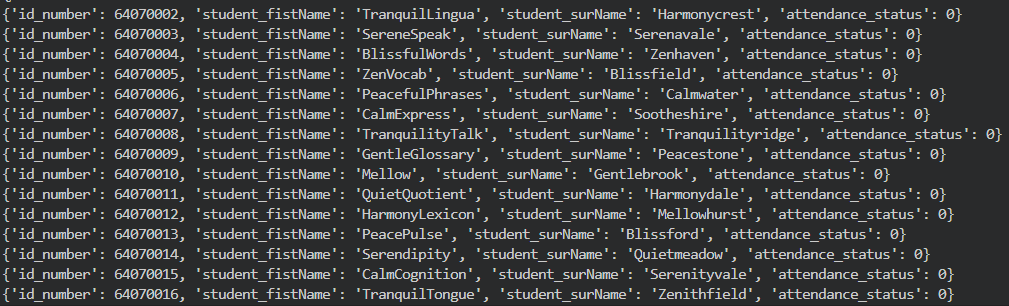 {'id_number': 64070002, 'student_fistName': 'TranquilLingua', 'student_surName': 'Harmonycrest', 'attendance_status': 0}
{'id_number': 64070003, 'student_fistName': 'SereneSpeak', 'student_surName': 'Serenavale', 'attendance_status': 0}
{'id_number': 64070004, 'student_fistName': 'BlissfulWords', 'student_surName': 'Zenhaven', 'attendance_status': 0}
{'id_number': 64070005, 'student_fistName': 'ZenVocab', 'student_surName': 'Blissfield', 'attendance_status': 0}
{'id_number': 64070006, 'student_fistName': 'PeacefulPhrases', 'student_surName': 'Calmwater', 'attendance_status': 0}
{'id_number': 64070007, 'student_fistName': 'CalmExpress', 'student_surName': 'Sootheshire', 'attendance_status': 0}
{'id_number': 64070008, 'student_fistName': 'TranquilityTalk', 'student_surName': 'Tranquilityridge', 'attendance_status': 0}
{'id_number': 64070009, 'student_fistName': 'GentleGlossary', 'student_surName': 'Peacestone', 'attendance_status': 0}
{'id_number': 64070010, 'student_fistName': 'Mellow', 'student_surName': 'Gentlebrook', 'attendance_status': 0}
{'id_number': 64070011, 'student_fistName': 'QuietQuotient', 'student_surName': 'Harmonydale', 'attendance_status': 0}
{'id_number': 64070012, 'student_fistName': 'HarmonyLexicon', 'student_surName': 'Mellowhurst', 'attendance_status': 0}
{'id_number': 64070013, 'student_fistName': 'PeacePulse', 'student_surName': 'Blissford', 'attendance_status': 0}
{'id_number': 64070014, 'student_fistName': 'Serendipity', 'student_surName': 'Quietmeadow', 'attendance_status': 0}
{'id_number': 64070015, 'student_fistName': 'CalmCognition', 'student_surName': 'Serenityvale', 'attendance_status': 0}
{'id_number': 64070016, 'student_fistName': 'TranquilTongue', 'student_surName': 'Zenithfield', 'attendance_status': 0}